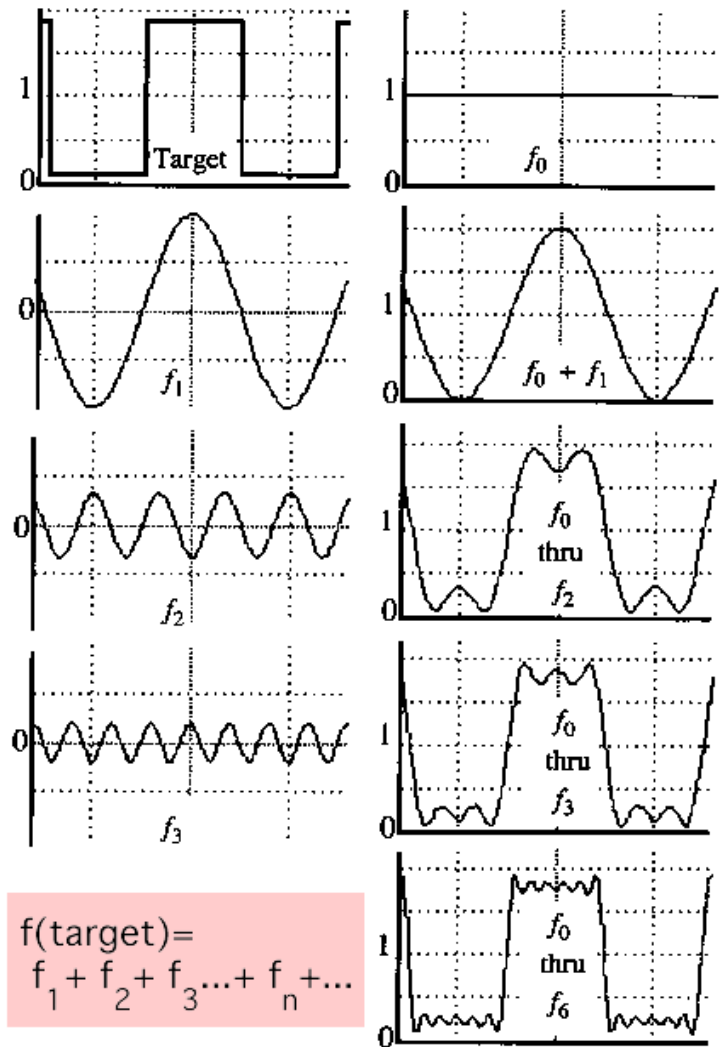 1
0
Target
1
0
f0
0
f1
1
0
f0 + f1
0
f2
1
0
f0
thru
f2
0
f3
1
0
f0
thru
f3
f(target)=
f1 + f2 + f3...+ fn+...
1
0
f0
thru
f6